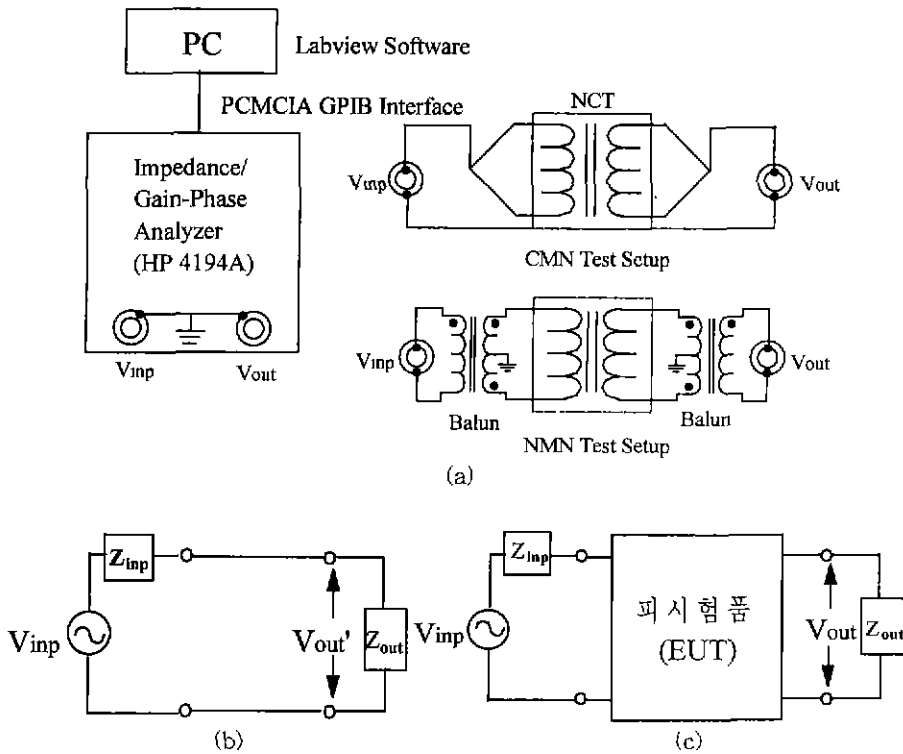 PC
Labview Software
PCMCIA GPIB Interface
Impedance/
Gain-Phase
Analyzer
(HP 4194A)
Vinp
Vout
NCT
Vinp
Vout
CMN Test Setup
Vinp
Vout
Balun
Balun
NMN Test Setup
(a)
Zinp
Vinp
Vout'
Zout
(b)
Zinp
Vinp
피시험품
(EUT)
Vout
Zout
(c)